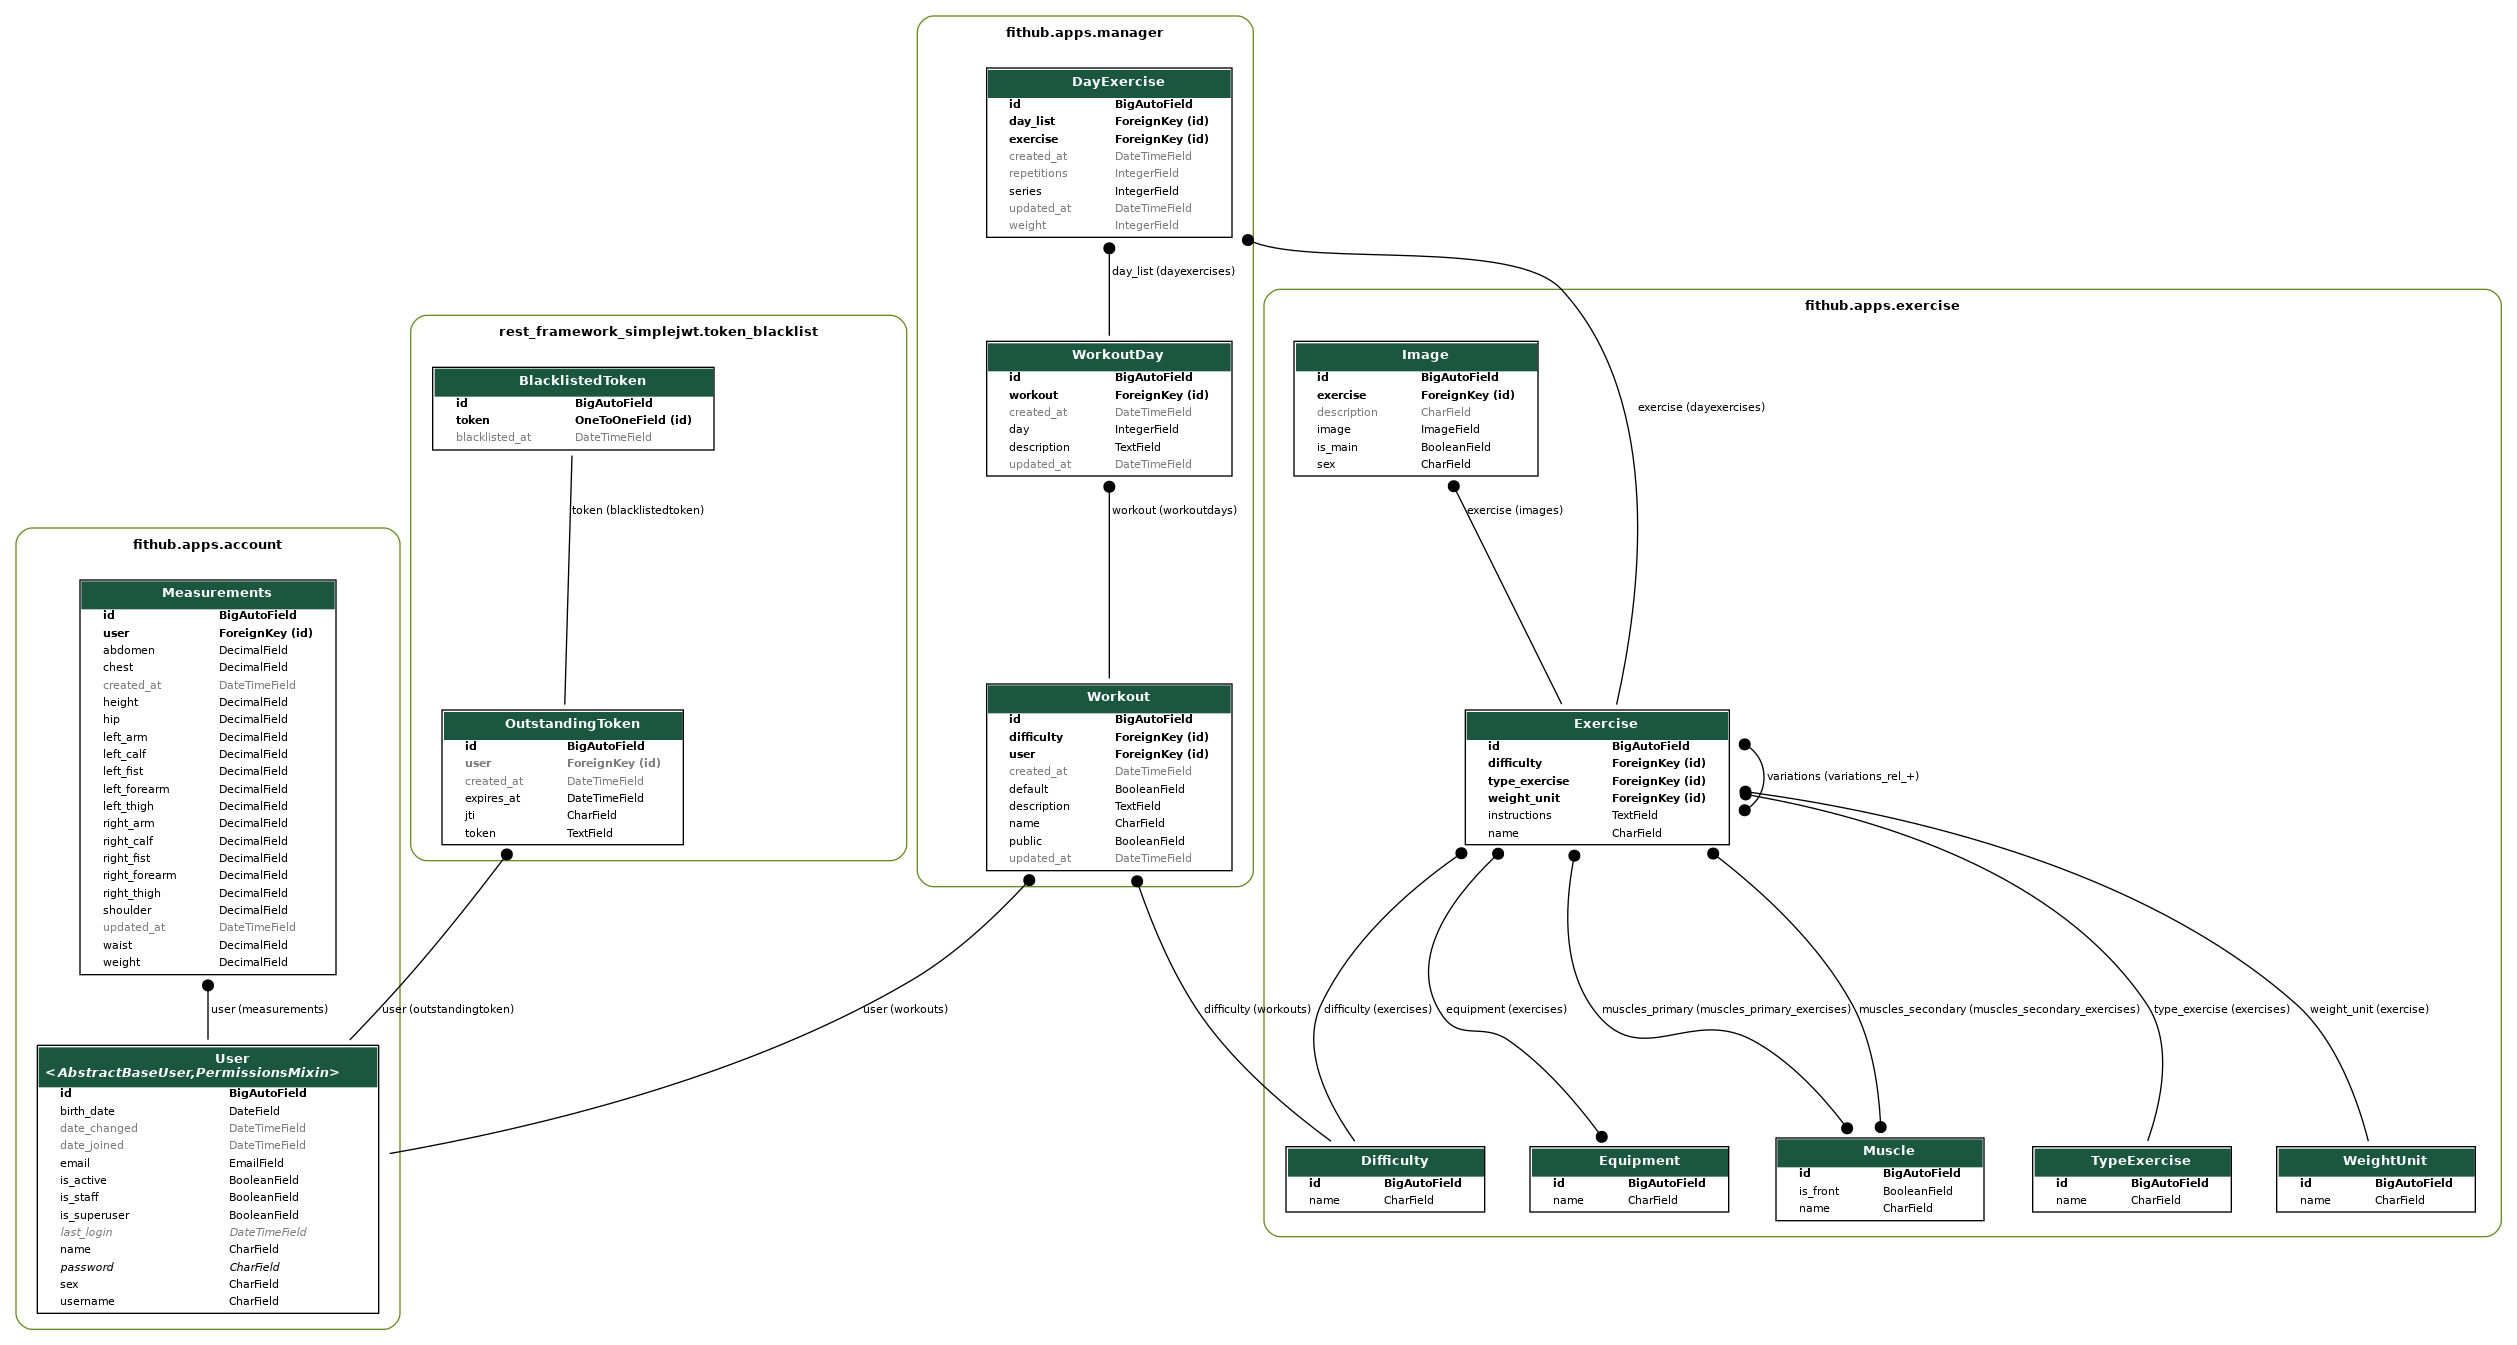 fithub.apps.manager
DayExercise
id BigAutoField
day_list ForeignKey (id)
exercise ForeignKey (id)
created_at DateTimeField
repetitions IntegerField
series IntegerField
updated_at DateTimeField
weight IntegerField
day_list (dayexercises)
WorkoutDay
id BigAutoField
workout ForeignKey (id)
created_at DateTimeField
day IntegerField
description TextField
updated_at DateTimeField
workout (workoutdays)
Workout
id BigAutoField
difficulty ForeignKey (id)
user ForeignKey (id)
created_at DateTimeField
default BooleanField
description TextField
name CharField
public BooleanField
updated_at DateTimeField
rest_framework_simplejwt.token_blacklist
BlacklistedToken
id BigAutoField
token OneToOneField (id)
blacklisted_at DateTimeField
token (blacklistedtoken)
OutstandingToken
id BigAutoField
user ForeignKey (id)
created_at DateTimeField
expires_at DateTimeField
jti CharField
token TextField
fithub.apps.account
Measurements
id BigAutoField
user ForeignKey (id)
abdomen DecimalField
chest DecimalField
created_at DateTimeField
height DecimalField
hip DecimalField
left_arm DecimalField
left_calf DecimalField
left_fist DecimalField
left_forearm DecimalField
left_thigh DecimalField
right_arm DecimalField
right_calf DecimalField
right_fist DecimalField
right_forearm DecimalField
right_thigh DecimalField
shoulder DecimalField
updated_at DateTimeField
waist DecimalField
weight DecimalField
user (measurements)
user (outstandingtoken)
user (workouts)
difficulty (workouts)
User
<AbstractBaseUser,PermissionsMixin>
id BigAutoField
birth_date DateField
date_changed DateTimeField
date_joined DateTimeField
email EmailField
is_active BooleanField
is_staff BooleanField
is_superuser BooleanField
last_login DateTimeField
name CharField
password CharField
sex CharField
username CharField
fithub.apps.exercise
Image
id BigAutoField
exercise ForeignKey (id)
description CharField
image ImageField
is_main BooleanField
sex CharField
exercise (dayexercises)
exercise (images)
Exercise
id BigAutoField
difficulty ForeignKey (id)
type_exercise ForeignKey (id)
weight_unit ForeignKey (id)
instructions TextField
name CharField
variations (variations_rel_+)
difficulty (exercises)
equipment (exercises)
muscles_primary (muscles_primary_exercises)
muscles_secondary (muscles_secondary_exercises)
type_exercise (exercises)
weight_unit (exercise)
Difficulty
id BigAutoField
name CharField
Equipment
id BigAutoField
name CharField
Muscle
id BigAutoField
is_front BooleanField
name CharField
TypeExercise
id BigAutoField
name CharField
WeightUnit
id BigAutoField
name CharField